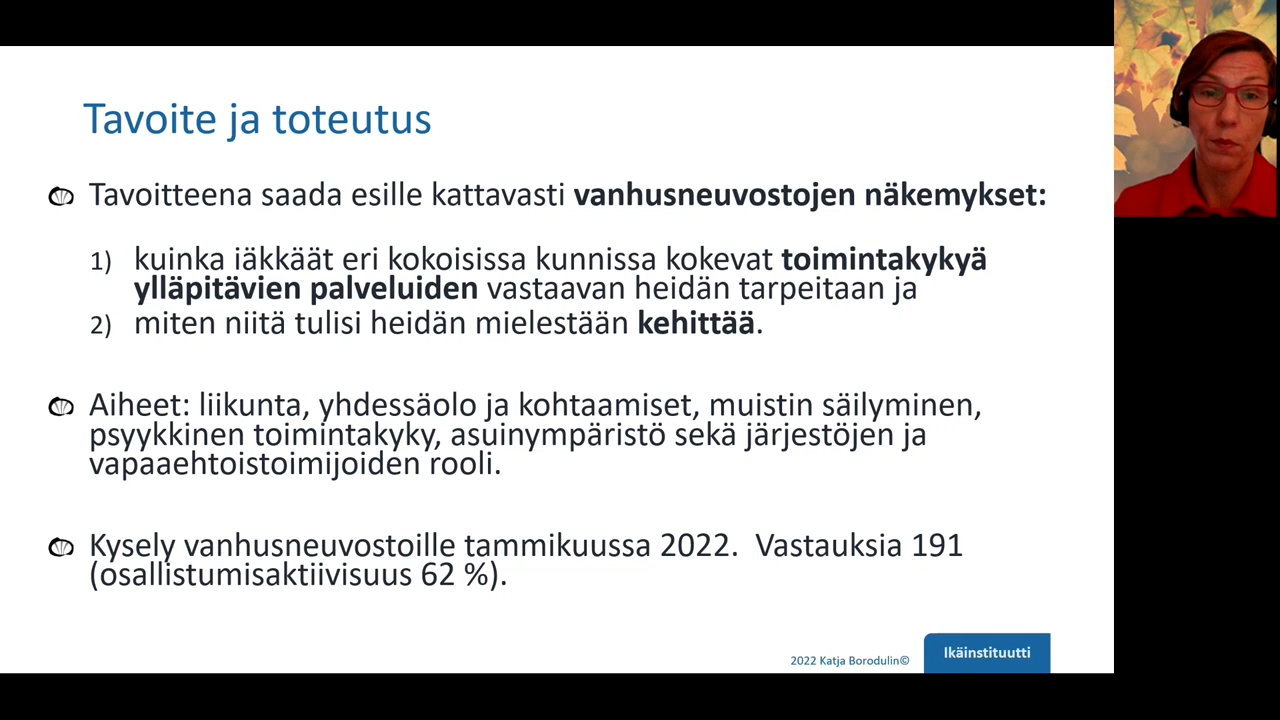 Tavoite ja toteutus
Tavoitteena saada esille kattavasti vanhusneuvostojen näkemykset:
1) kuinka iäkkäät eri kokoisissa kunnissa kokevat toimintakykyä
ylläpitävien palveluiden vastaavan heidän tarpeitaan ja
2) miten niitä tulisi heidän mielestään kehittää.
Aiheet: liikunta, yhdessäolo ja kohtaamiset, muistin säilyminen,
psyykkinen toimintakyky, asuinympäristö sekä järjestöjen ja
vapaaehtoistoimijoiden rooli.
Kysely vanhusneuvostoille tammikuussa 2022.  Vastauksia 191
(osallistumisaktiivisuus 62 %).
2022 Katja Borodulin©
Ikäinstituutti